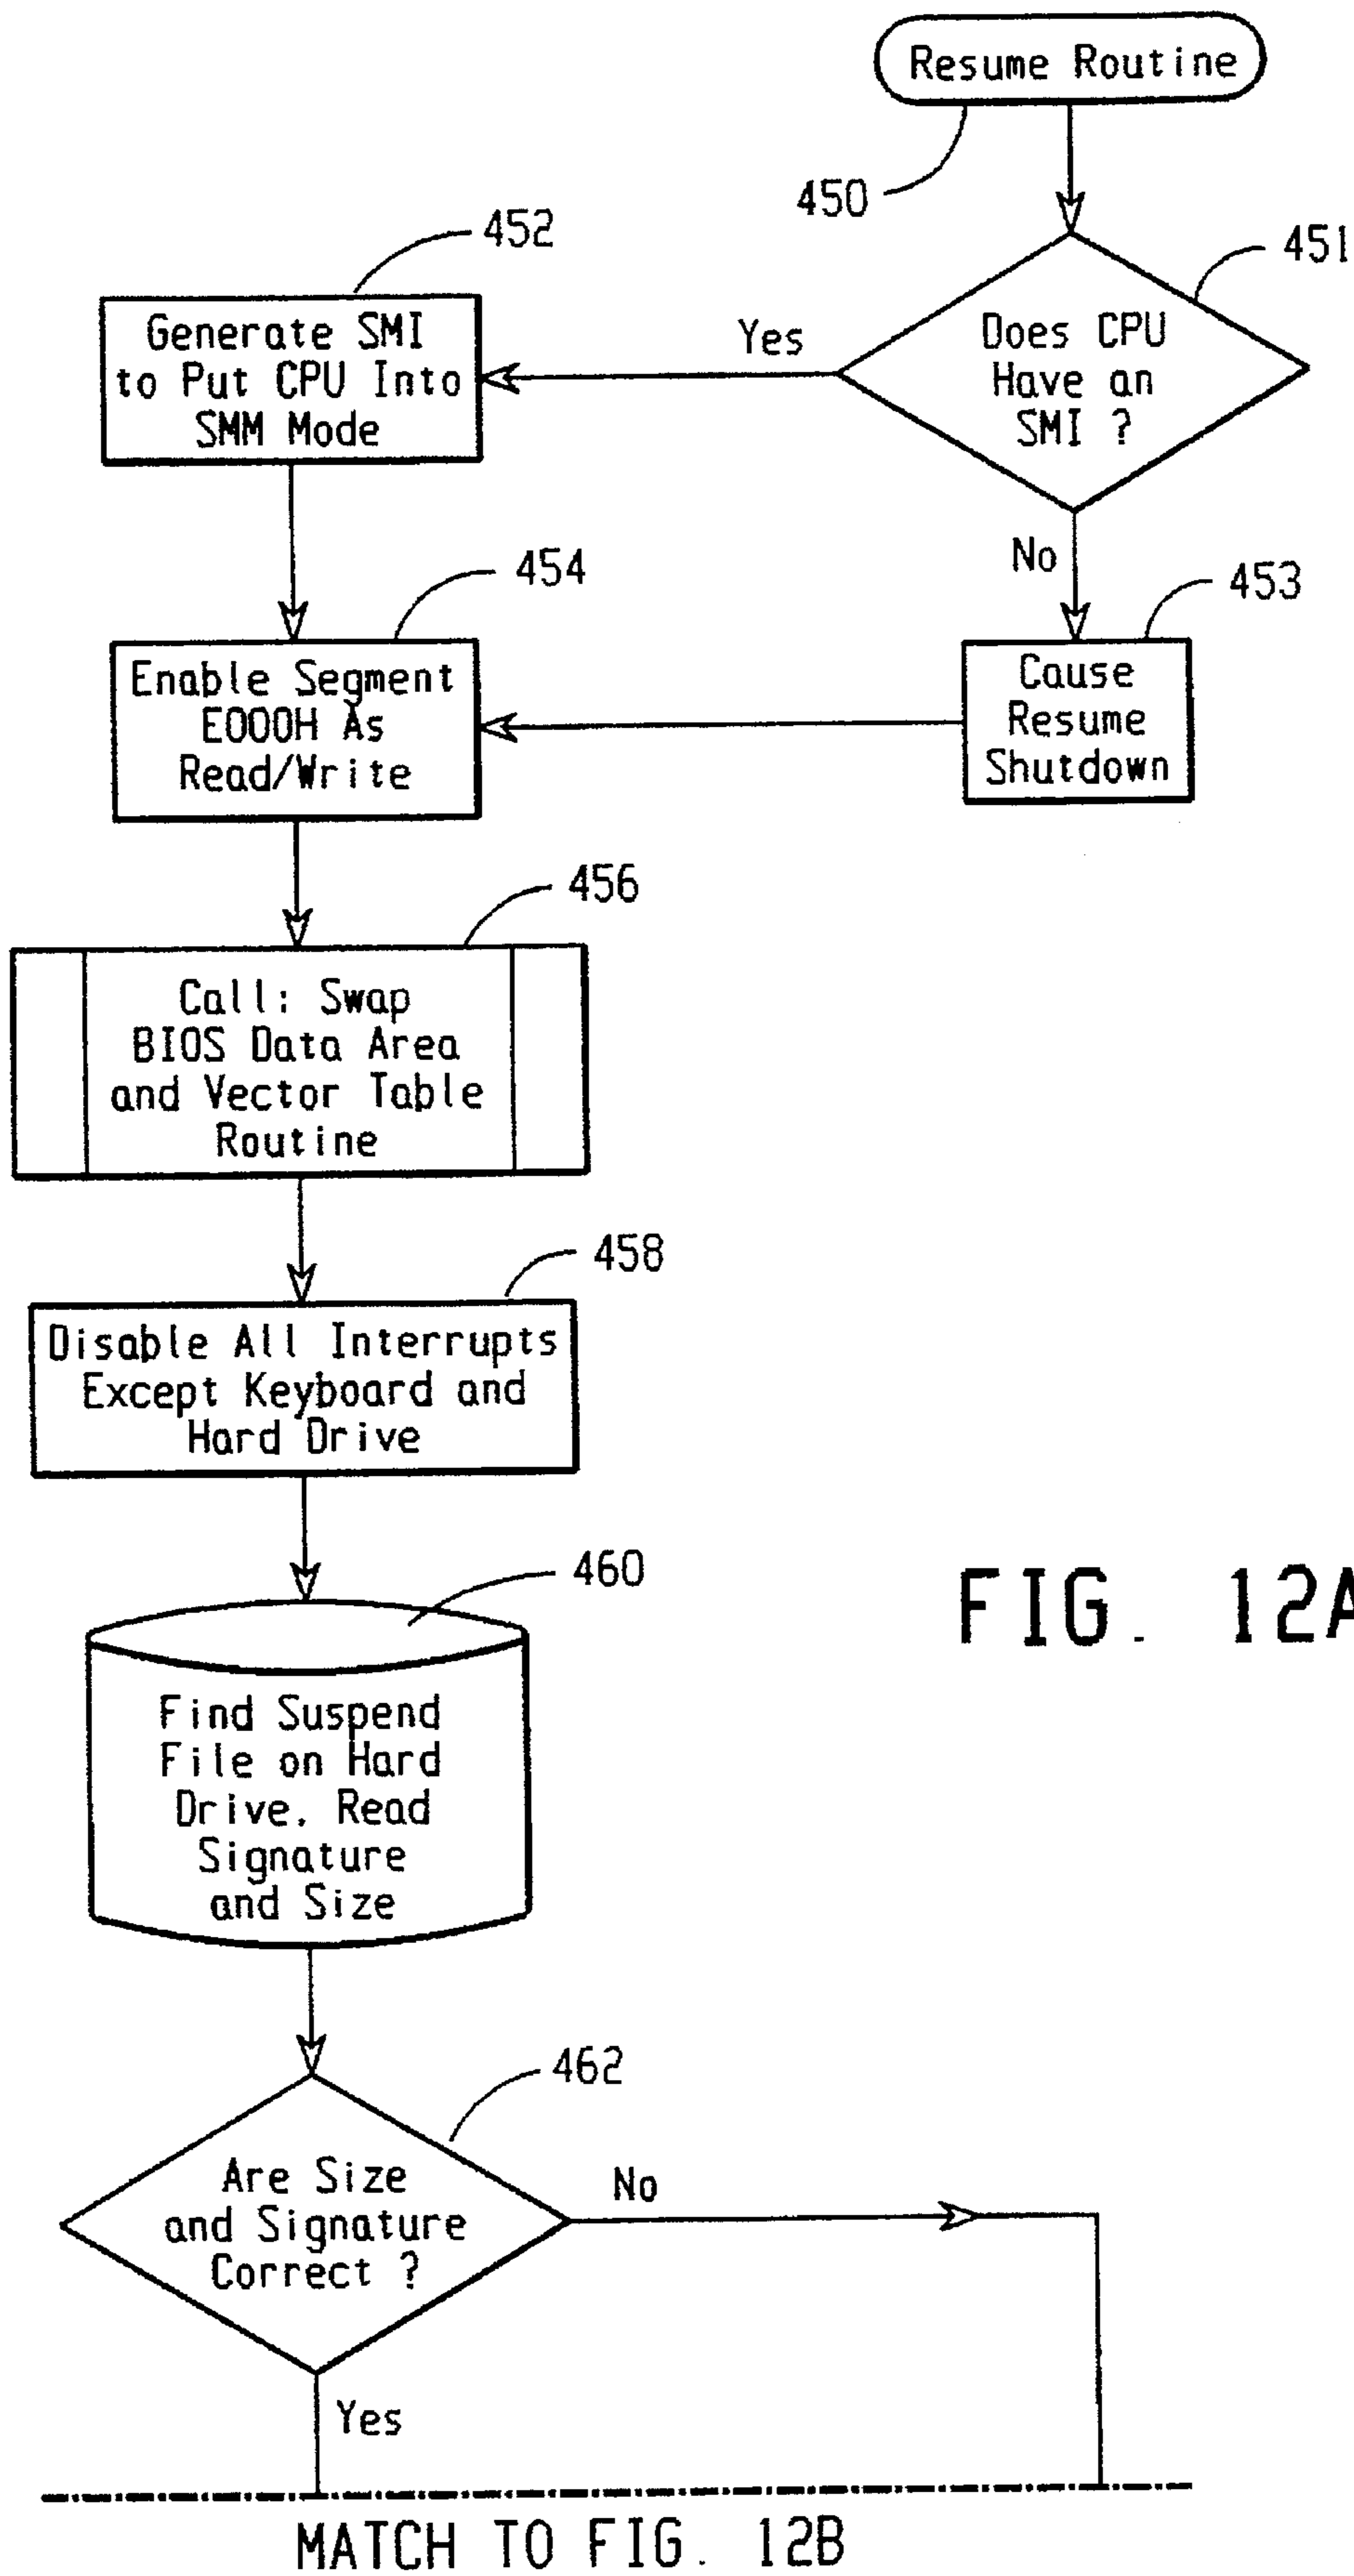 Resume Routine
450
451
Does CPU
Have an
SMI ?
Yes
No
452
Generate SMI
to Put CPU Into
SMM Mode
453
Cause
Resume
Shutdown
454
Enable Segment
E000H As
Read/Write
456
Call: Swap
BIOS Data Area
and Vector Table
Routine
458
Disable All Interrupts
Except Keyboard and
Hard Drive
460
Find Suspend
File on Hard
Drive, Read
Signature
and Size
462
Are Size
and Signature
Correct ?
No
Yes
FIG. 12A
MATCH TO FIG. 12B